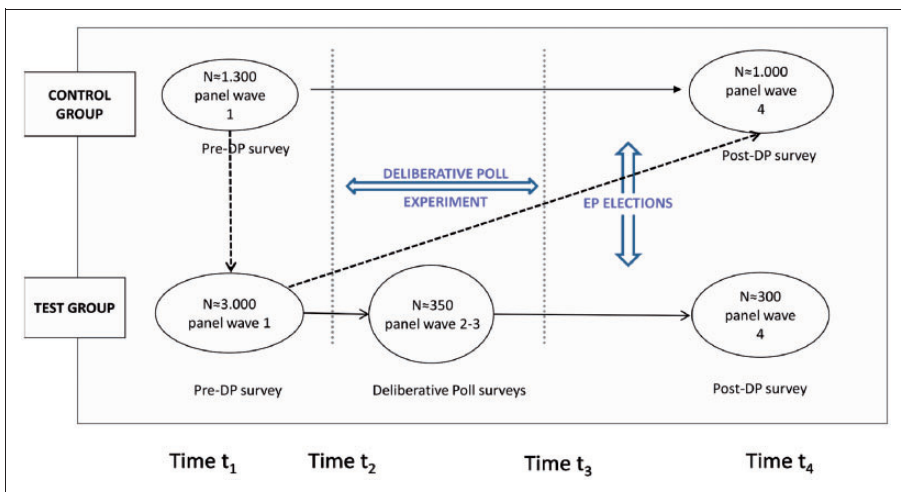 CONTROL
GROUP
N≈1.300
panel wave
1
Pre-DP survey
N≈1.000
panel wave
4
Post-DP survey
DELIBERATIVE POLL
EXPERIMENT
EP ELECTIONS
TEST GROUP
N≈3.000
panel wave 1
Pre-DP survey
N≈350
panel wave 2-3
Deliberative Poll surveys
N≈300
panel wave
4
Post-DP survey
Time t₁
Time t₂
Time t₃
Time t₄